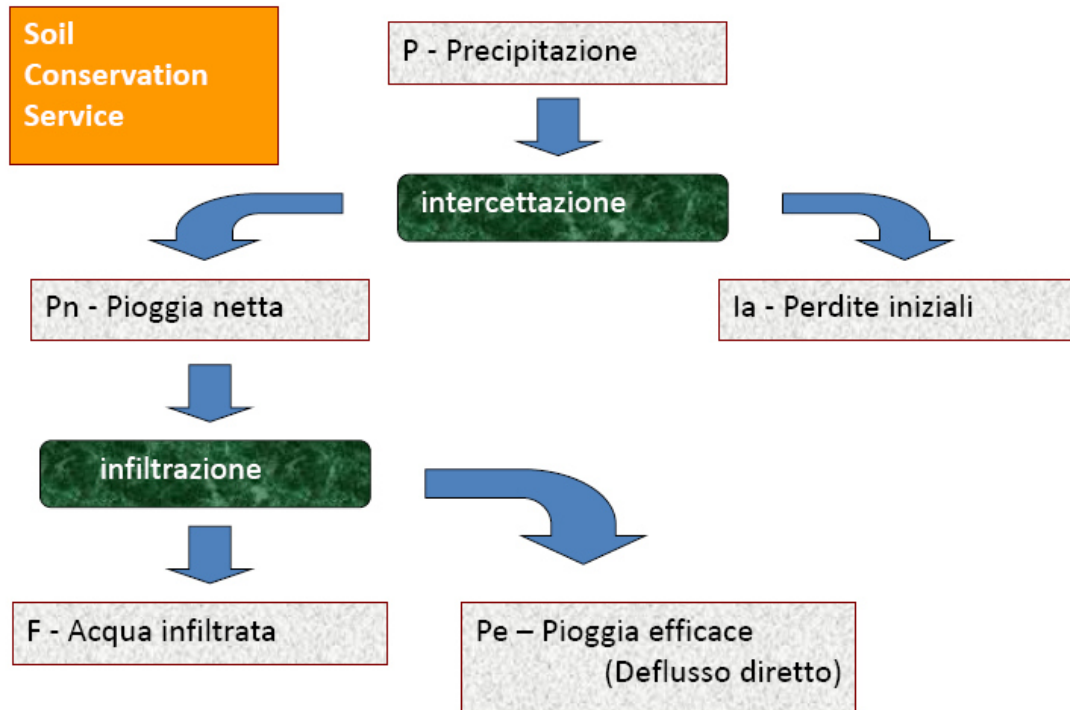 Soil
Conservation
Service
P - Precipitazione
intercettazione
Pn - Pioggia netta
Ia - Perdite iniziali
infiltrazione
F - Acqua infiltrata
Pe – Pioggia efficace
(Deflusso diretto)